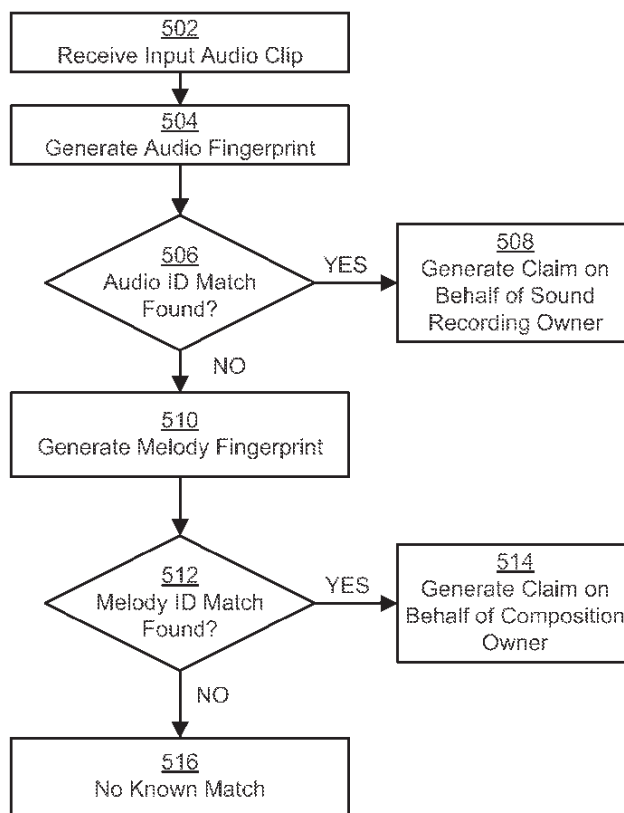 502
Receive Input Audio Clip
504
Generate Audio Fingerprint
506
Audio ID Match
Found?
YES
508
Generate Claim on
Behalf of Sound
Recording Owner
NO
510
Generate Melody Fingerprint
512
Melody ID Match
Found?
YES
514
Generate Claim on
Behalf of Composition
Owner
NO
516
No Known Match